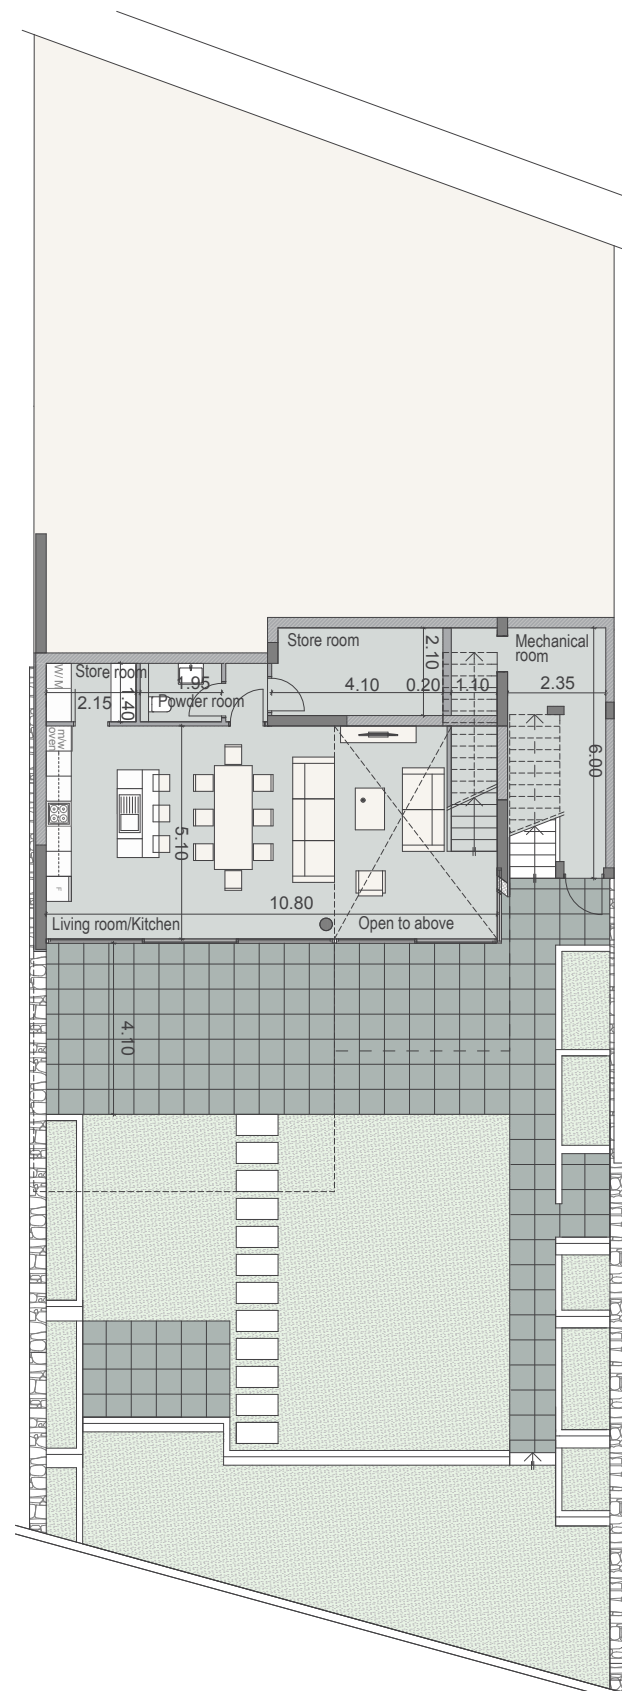 Store room
Mechanical
room
2.10
4.10
0.20
1.10
2.35
Store room
W/M
2.15
1.40
1.95
Powder room
m/w
oven
6.00
5.10
F
10.80
Living room/Kitchen
Open to above
4.10